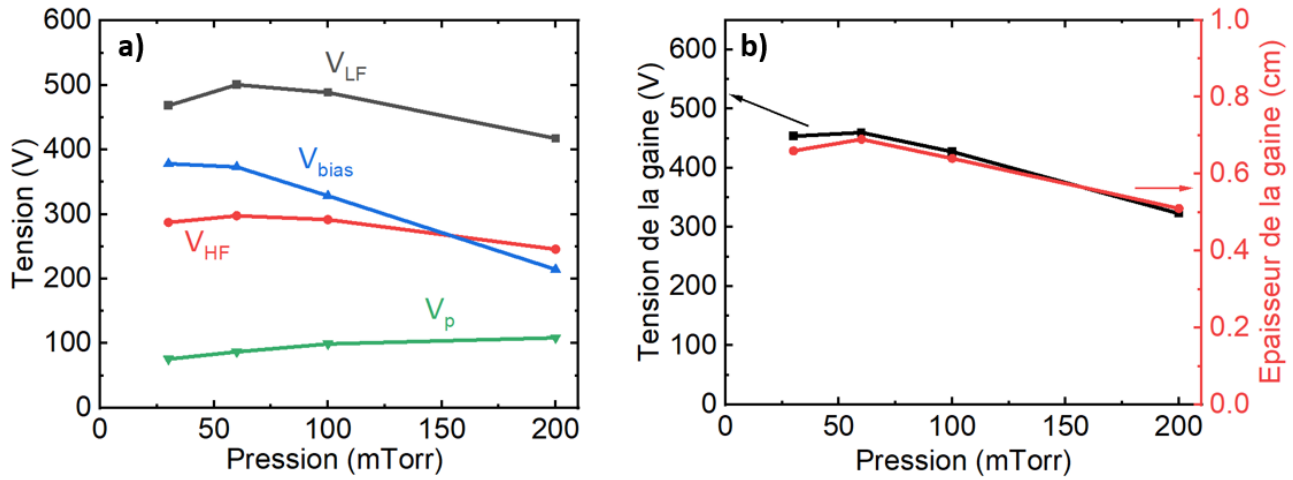 a)
Tension (V)
600
500
400
300
200
100
0
V_LF
V_bias
V_HF
V_p
0
50
100
150
200
Pression (mTorr)
b)
Tension de la gaine (V)
600
500
450
400
300
300
200
100
0
1.0
0.8
0.6
0.4
0.2
0.0
Epaisseur de la gaine (cm)
0
50
100
150
200
Pression (mTorr)